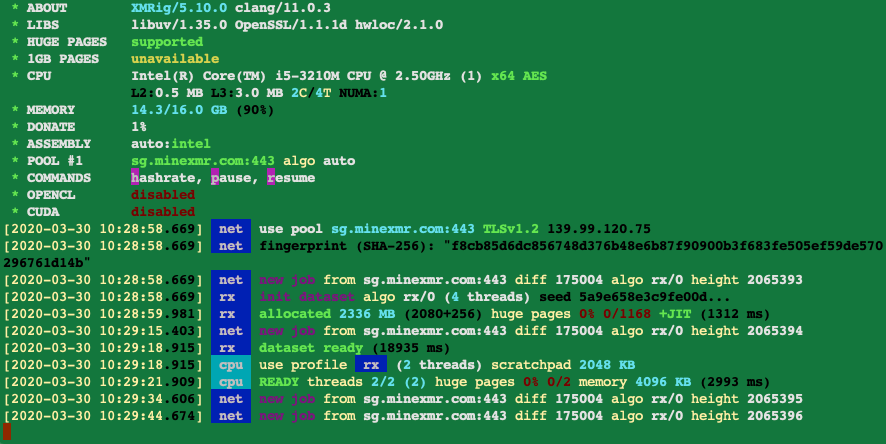 * ABOUT XMRig/5.10.0 clang/11.0.3
* LIBS libuv/1.35.0 OpenSSL/1.1.1d hwloc/2.1.0
* HUGE PAGES supported
* 1GB PAGES unavailable
* CPU Intel(R) Core(TM) i5-3210M CPU @ 2.50GHz (1) x64 AES
L2:0.5 MB L3:3.0 MB 2C/4T NUMA:1
* MEMORY 14.3/16.0 GB (90%)
* DONATE 1%
* ASSEMBLY auto:intel
* POOL #1 sg.minexmr.com:443 algo auto
* COMMANDS hashrate, pause, resume
* OPENCL disabled
* CUDA disabled
[2020-03-30 10:28:58.669] net use pool sg.minexmr.com:443 TLSv1.2 139.99.120.75
[2020-03-30 10:28:58.669] net fingerprint (SHA-256): "f8cb85d6dc856748d376b48e6b87f90900b3f683fe505ef59de570
296761d14b"
[2020-03-30 10:28:58.669] net new job from sg.minexmr.com:443 diff 175004 algo rx/0 height 2065393
[2020-03-30 10:28:58.669] rx init dataset algo rx/0 (4 threads) seed 5a9e658e3c9fe00d...
[2020-03-30 10:28:59.981] rx allocated 2336 MB (2080+256) huge pages 0% 0/1168 +JIT (1312 ms)
[2020-03-30 10:29:15.403] net new job from sg.minexmr.com:443 diff 175004 algo rx/0 height 2065394
[2020-03-30 10:29:18.915] rx dataset ready (18935 ms)
[2020-03-30 10:29:18.915] cpu use profile rx (2 threads) scratchpad 2048 KB
[2020-03-30 10:29:21.909] cpu READY threads 2/2 (2) huge pages 0% 0/2 memory 4096 KB (2993 ms)
[2020-03-30 10:29:34.606] net new job from sg.minexmr.com:443 diff 175004 algo rx/0 height 2065395
[2020-03-30 10:29:44.674] net new job from sg.minexmr.com:443 diff 175004 algo rx/0 height 2065396